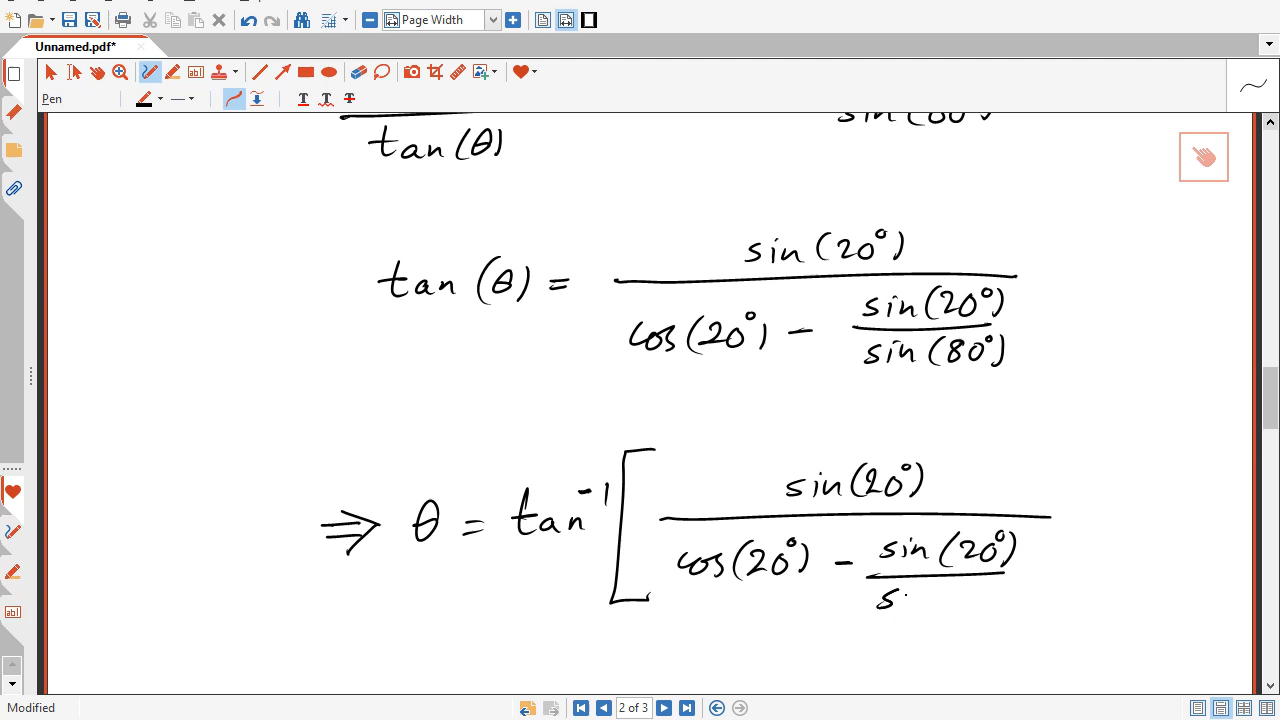 Page Width
Unnamed.pdf*
Pen
tan(θ)
tan(θ) = sin(20°)
cos(20°) − sin(20°)
sin(80°)
⇒ θ = tan⁻¹ [ sin(20°)
cos(20°) − sin(20°)
s
Modified
2 of 3